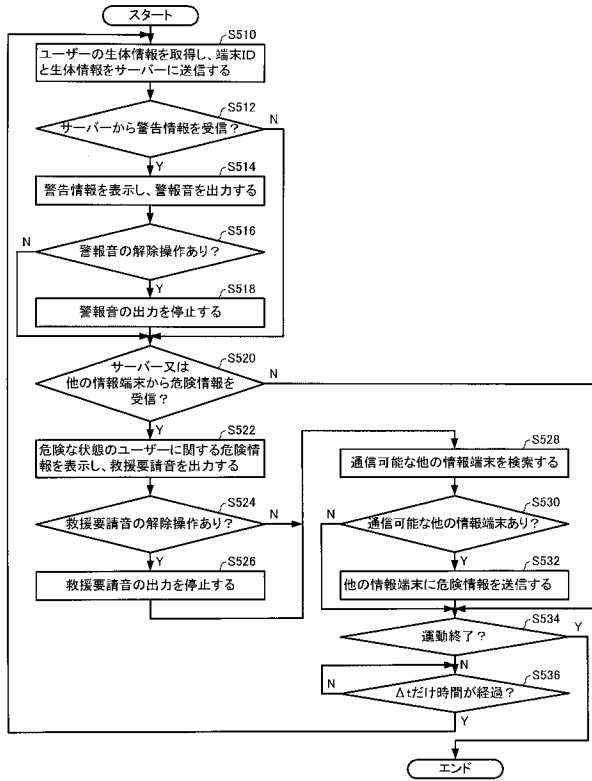 スタート
S510
ユーザーの生体情報を取得し、端末ID
と生体情報をサーバーに送信する
S512
サーバーから警告情報を受信？
N
Y
S514
警告情報を表示し、警報音を出力する
S516
N
警報音の解除操作あり？
Y
S518
警報音の出力を停止する
S520
サーバー又は
他の情報端末から危険情報を
受信？
N
Y
S522
危険な状態のユーザーに関する危険情
報を表示し、救援要請音を出力する
S524
救援要請音の解除操作あり？
N
Y
S526
救援要請音の出力を停止する
S528
通信可能な他の情報端末を検索する
S530
N
通信可能な他の情報端末あり？
Y
S532
他の情報端末に危険情報を送信する
S534
運動終了？
Y
N
S536
N
Δtだけ時間が経過？
Y
エンド